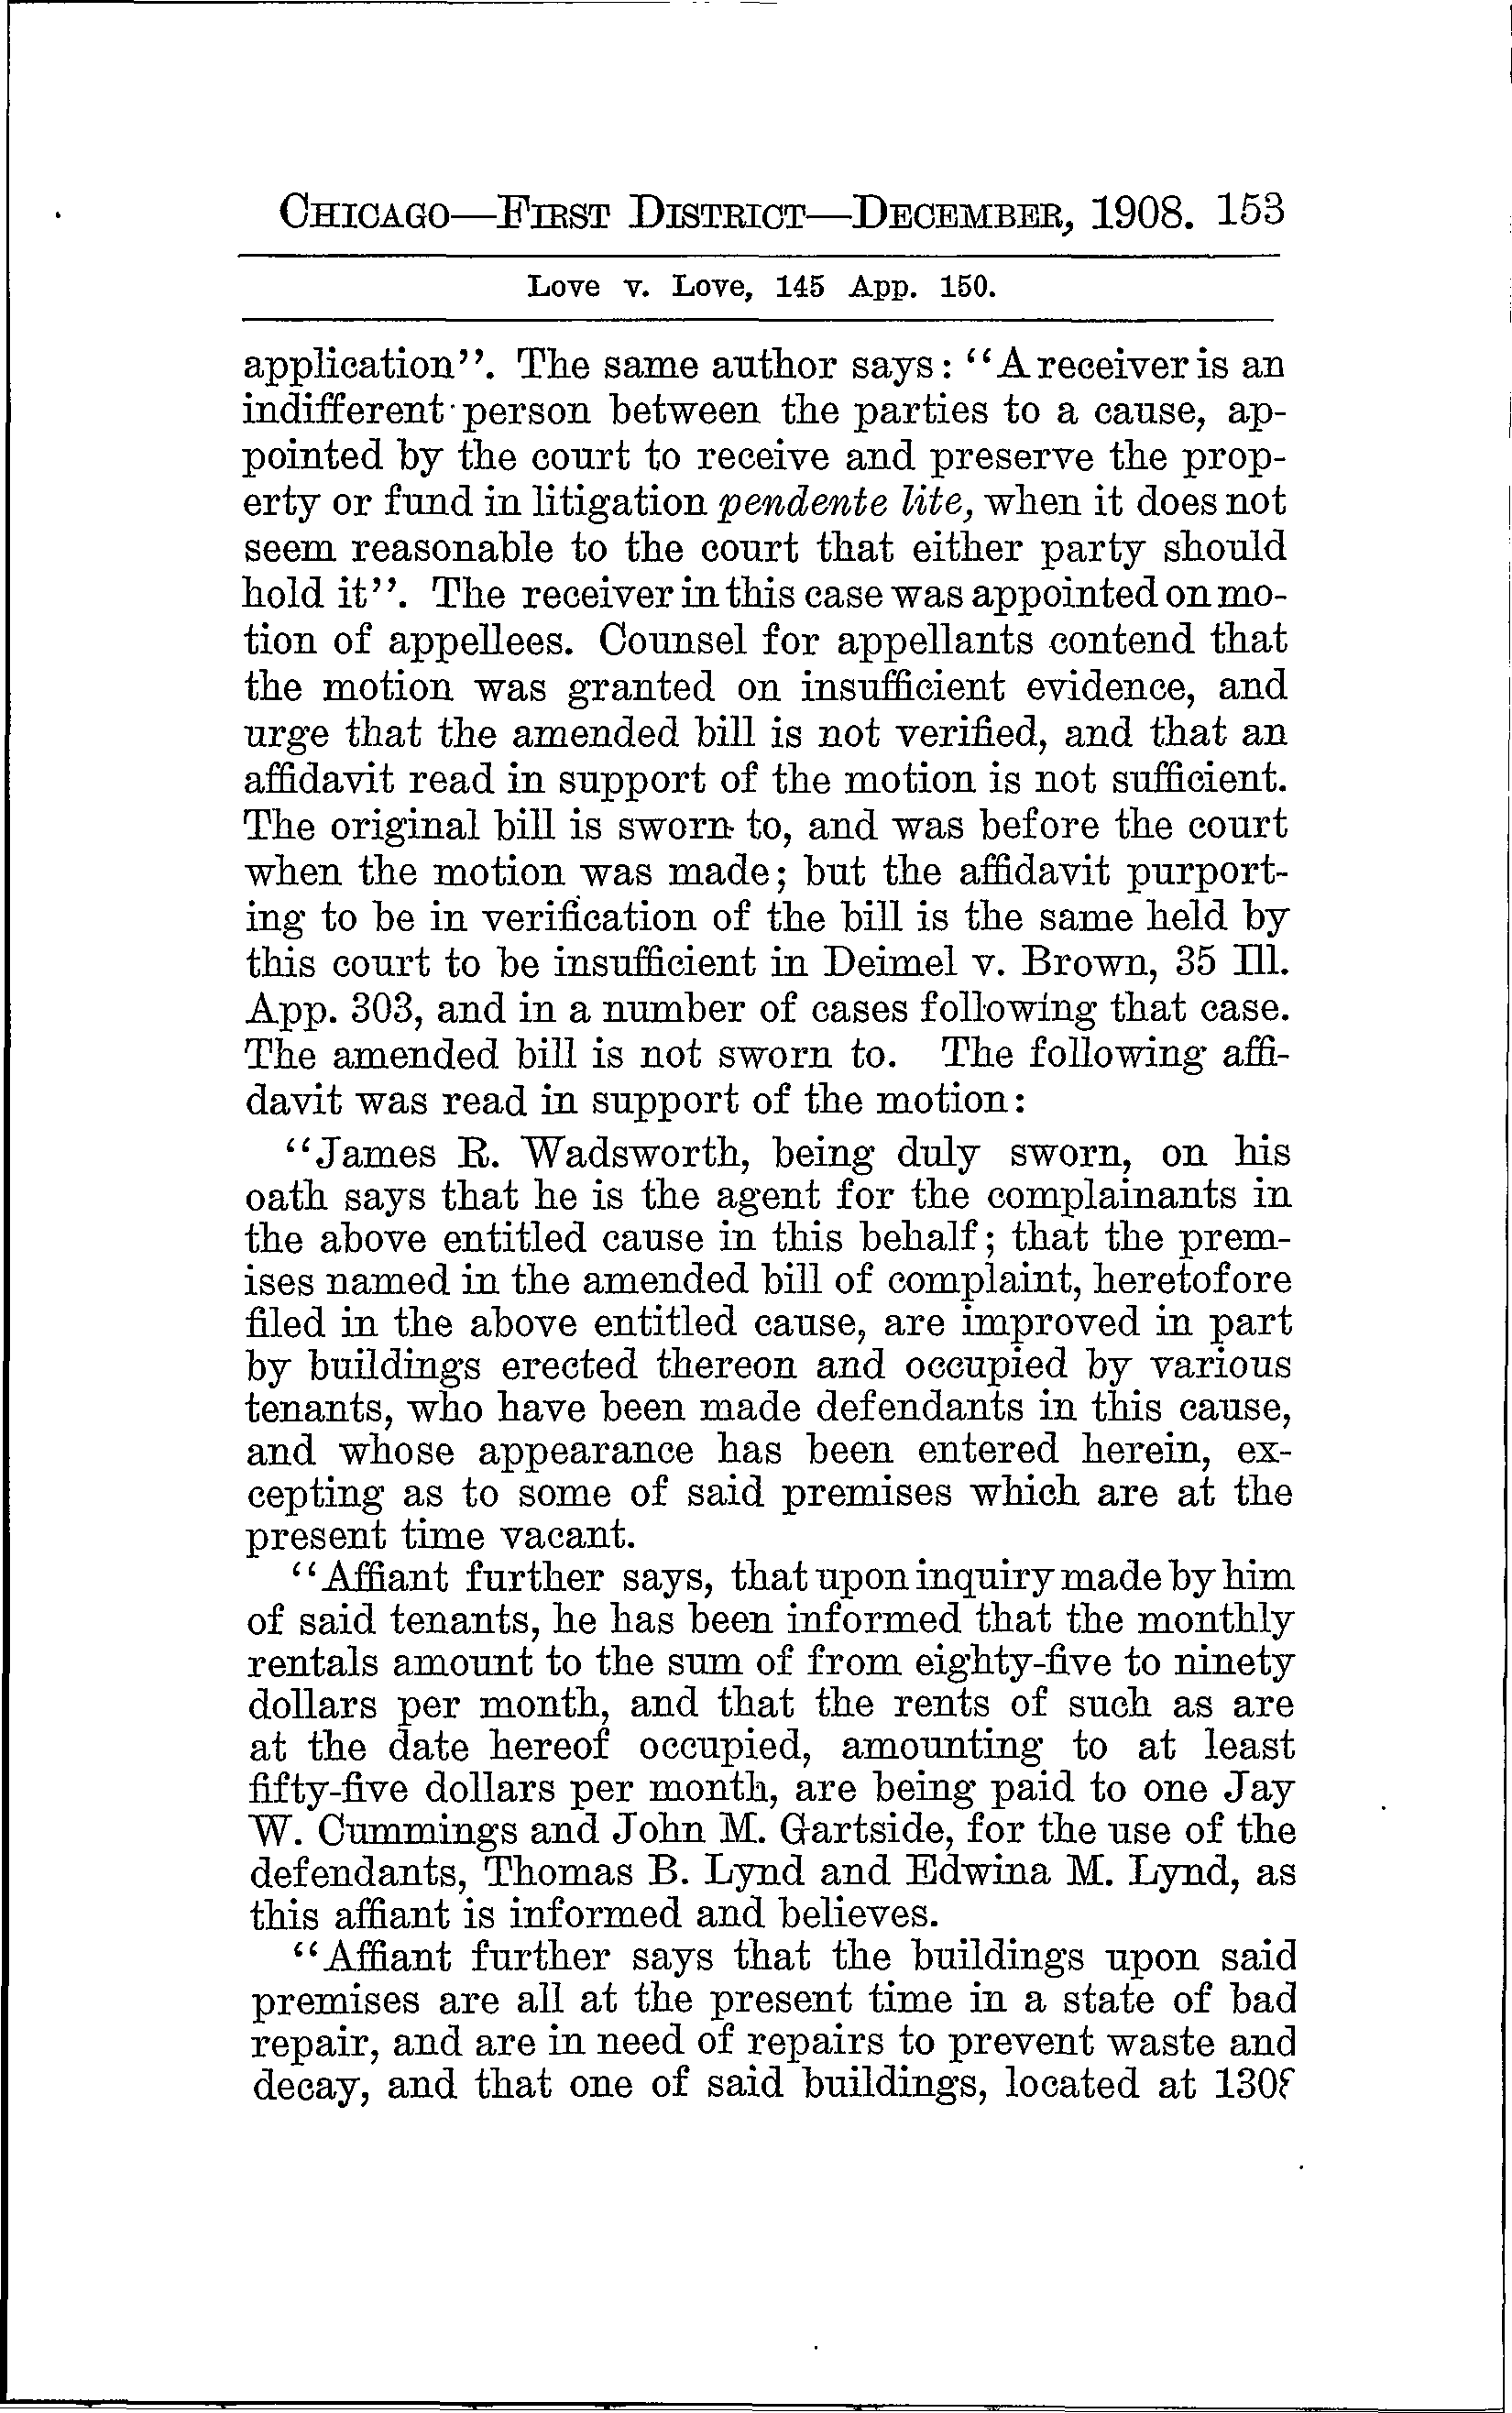 CHICAGO—FIRST DISTRICT—DECEMBER, 1908. 153
Love v. Love, 145 App. 150.
application". The same author says: "A receiver is an
indifferent person between the parties to a cause, ap-
pointed by the court to receive and preserve the prop-
erty or fund in litigation pendente lite, when it does not
seem reasonable to the court that either party should
hold it". The receiver in this case was appointed on mo-
tion of appellees. Counsel for appellants contend that
the motion was granted on insufficient evidence, and
urge that the amended bill is not verified, and that an
affidavit read in support of the motion is not sufficient.
The original bill is sworn to, and was before the court
when the motion was made; but the affidavit purport-
ing to be in verification of the bill is the same held by
this court to be insufficient in Deimel v. Brown, 35 Ill.
App. 303, and in a number of cases following that case.
The amended bill is not sworn to. The following affi-
davit was read in support of the motion:
"James R. Wadsworth, being duly sworn, on his
oath says that he is the agent for the complainants in
the above entitled cause in this behalf; that the prem-
ises named in the amended bill of complaint, heretofore
filed in the above entitled cause, are improved in part
by buildings erected thereon and occupied by various
tenants, who have been made defendants in this cause,
and whose appearance has been entered herein, ex-
cepting as to some of said premises which are at the
present time vacant.
"Affiant further says, that upon inquiry made by him
of said tenants, he has been informed that the monthly
rentals amount to the sum of from eighty-five to ninety
dollars per month, and that the rents of such as are
at the date hereof occupied, amounting to at least
fifty-five dollars per month, are being paid to one Jay
W. Cummings and John M. Gartside, for the use of the
defendants, Thomas B. Lynd and Edwina M. Lynd, as
this affiant is informed and believes.
"Affiant further says that the buildings upon said
premises are all at the present time in a state of bad
repair, and are in need of repairs to prevent waste and
decay, and that one of said buildings, located at